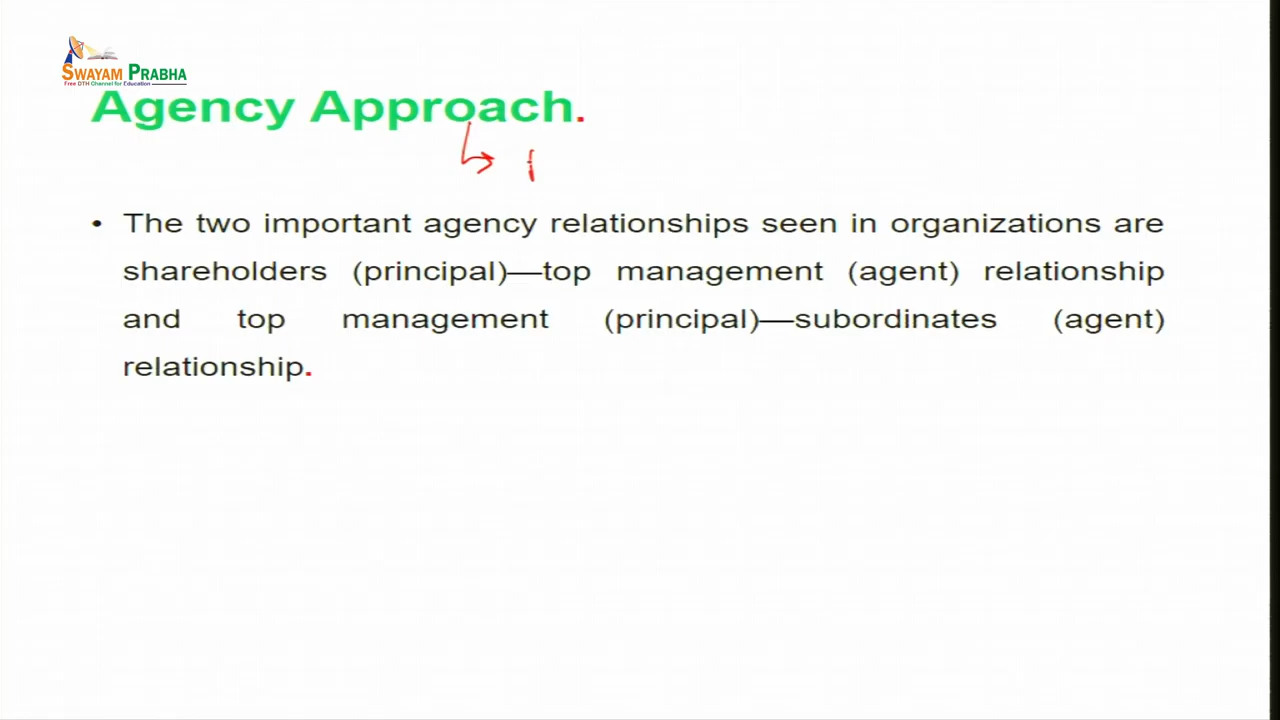 SWAYAM PRABHA
Free DTH Channel for Education
Agency Approach.
• The two important agency relationships seen in organizations are
shareholders (principal)—top management (agent) relationship
and top management (principal)—subordinates (agent)
relationship.